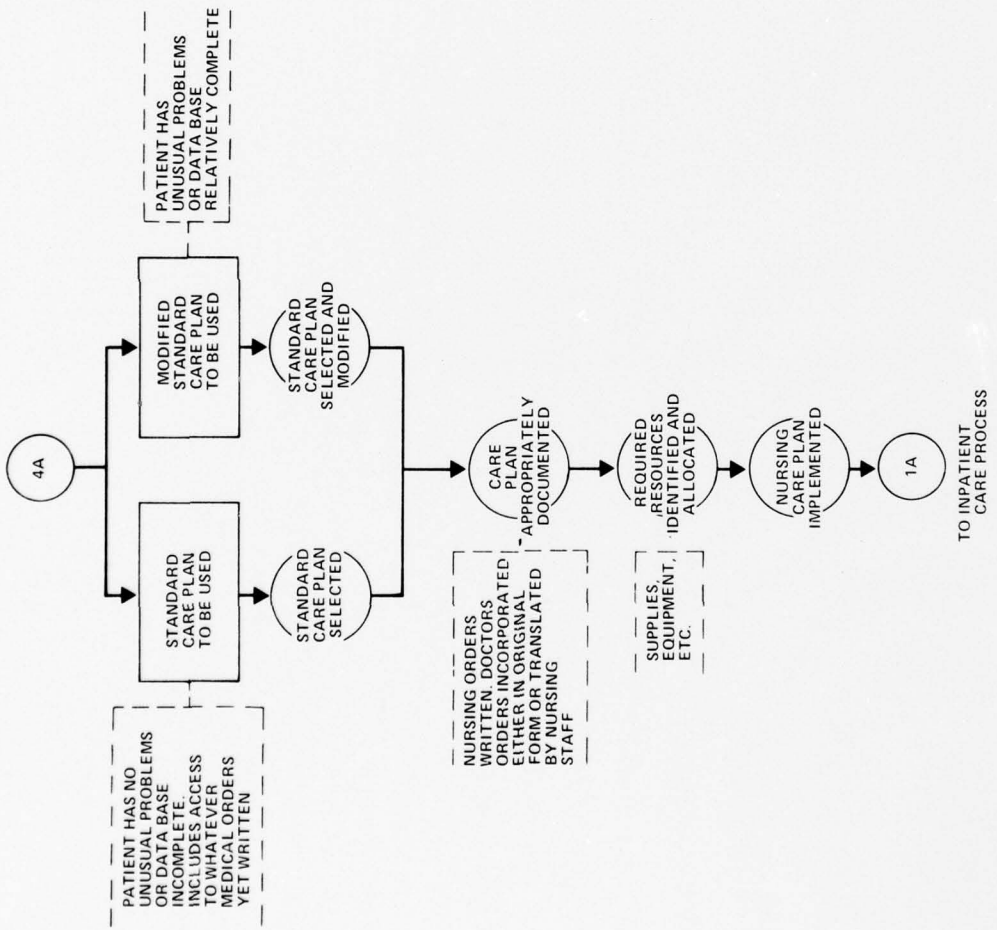 4A
STANDARD
CARE PLAN
TO BE USED
PATIENT HAS NO
UNUSUAL PROBLEMS
OR DATA BASE
INCOMPLETE.
INCLUDES ACCESS
TO WHATEVER
MEDICAL ORDERS
YET WRITTEN
MODIFIED
STANDARD
CARE PLAN
TO BE USED
PATIENT HAS
UNUSUAL PROBLEMS
OR DATA BASE
RELATIVELY COMPLETE
STANDARD
CARE PLAN
SELECTED
STANDARD
CARE PLAN
SELECTED AND
MODIFIED
NURSING ORDERS
WRITTEN. DOCTORS
ORDERS INCORPORATED
EITHER IN ORIGINAL
FORM OR TRANSLATED
BY NURSING
STAFF
CARE
PLAN
APPROPRIATELY
DOCUMENTED
SUPPLIES,
EQUIPMENT,
ETC.
REQUIRED
RESOURCES
IDENTIFIED AND
ALLOCATED
NURSING
CARE PLAN
IMPLEMENTED
1A
TO INPATIENT
CARE PROCESS